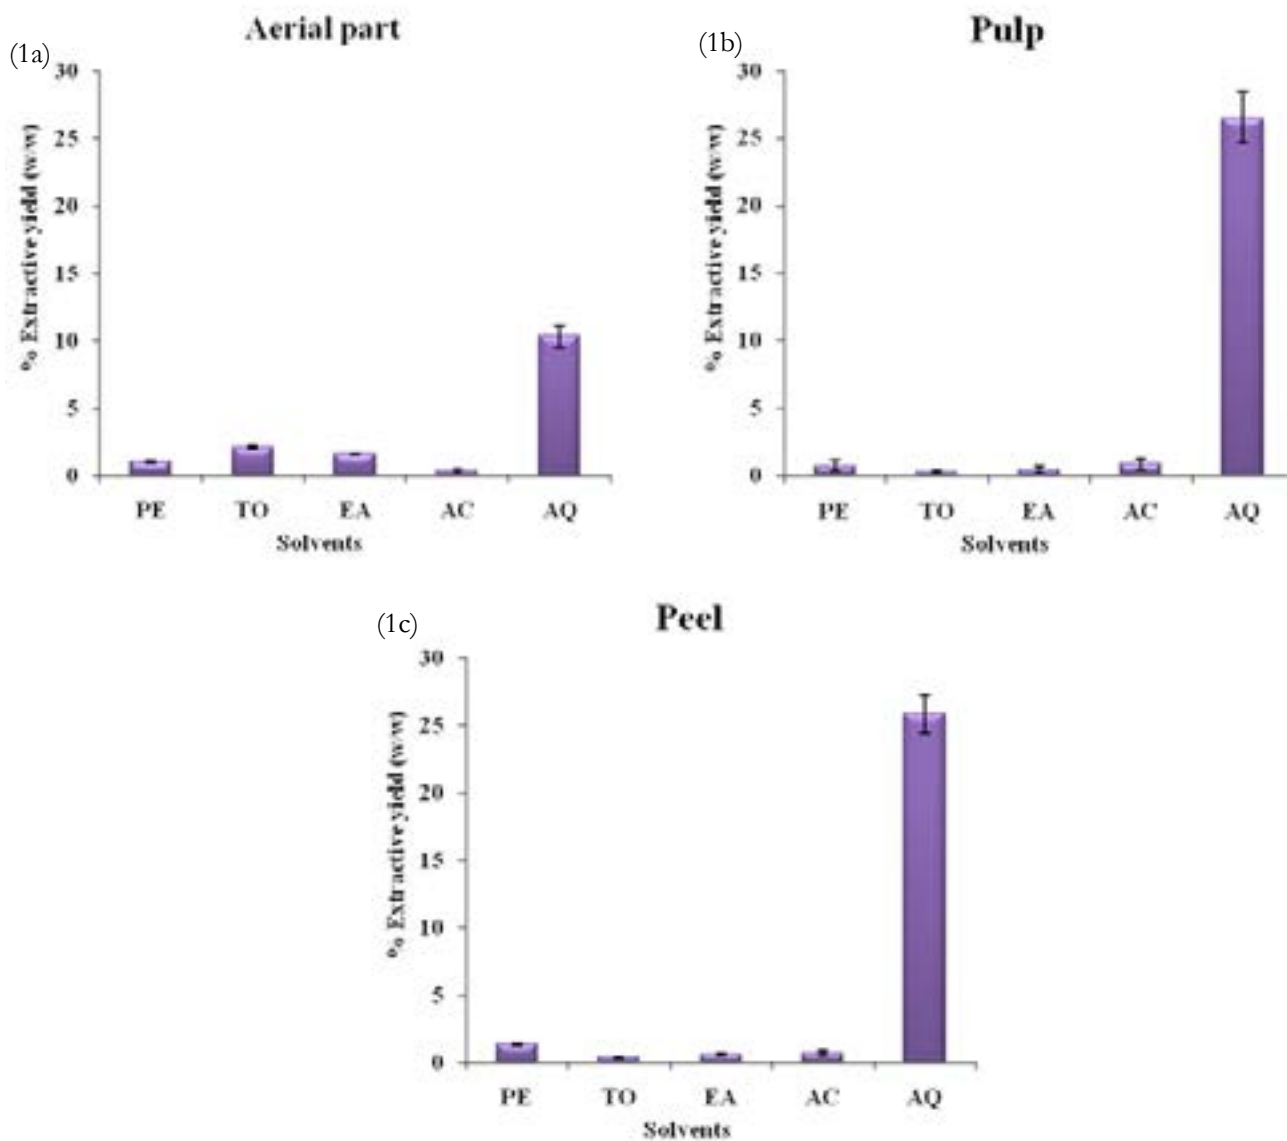 Aerial part
(1a)
% Extractive yield (w/w)
30
25
20
15
10
5
0
PE TO EA AC AQ
Solvents
Pulp
(1b)
% Extractive yield (w/w)
30
25
20
15
10
5
0
PE TO EA AC AQ
Solvents
Peel
(1c)
% Extractive yield (w/w)
30
25
20
15
10
5
0
PE TO EA AC AQ
Solvents